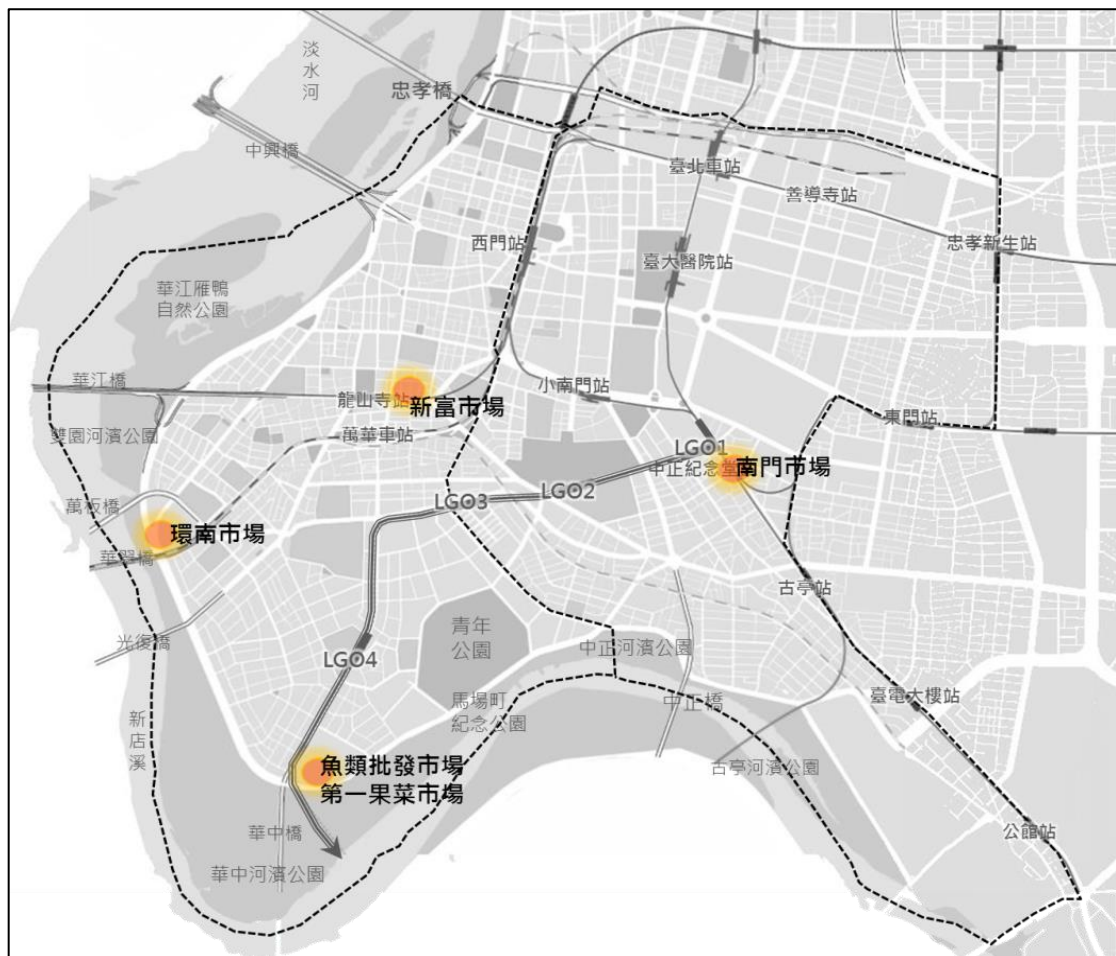 淡
水
河
忠孝橋
中興橋
臺北車站
善導寺站
西門站
忠孝新生站
臺大醫院站
華江雁鴨
自然公園
華江橋
龍山寺站
新富市場
小南門站
東門站
雙園河濱公園
萬華車站
LGO1
中正紀念堂
南門市場
LGO2
LGO3
萬板橋
環南市場
華翠橋
古亭站
青年
公園
光復橋
中正河濱公園
LGO4
馬場町
紀念公園
中正橋
臺電大樓站
新
店
溪
魚類批發市場
第一果菜市場
古亭河濱公園
華中橋
公館站
華中河濱公園